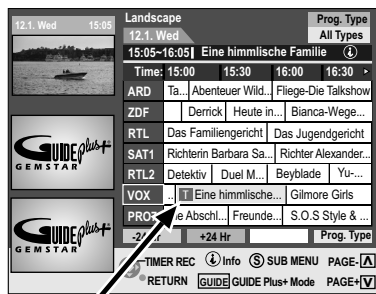 12.1. Wed 15:05
Landscape Prog. Type
12.1. Wed All Types
15:05~16:05 Eine himmlische Familie i
Time: 15:00 15:30 16:00 16:30
ARD Ta... Abenteuer Wild... Fliege-Die Talkshow
ZDF Derrick Heute in... Bianca-Wege...
RTL Das Familiengericht Das Jugendgericht
SAT1 Richterin Barbara Sa... Richter Alexander...
RTL2 Detektiv Duel M... Beyblade Yu-...
VOX .. T Eine himmlische... Gilmore Girls
Abschl... Freunde... S.O.S Style & ...
+24 Hr Prog. Type
GUIDE plus+
GEMSTAR
GUIDE plus+
GEMSTAR
TIMER REC i Info S SUB MENU PAGE-
RETURN GUIDE GUIDE Plus+ Mode PAGE+